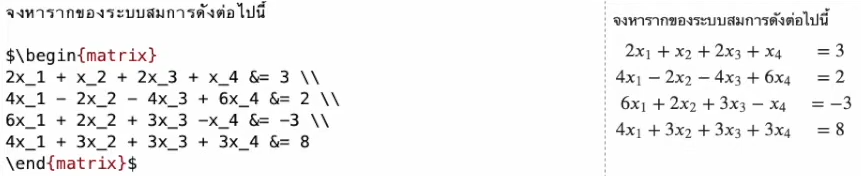 จงหารากของระบบสมการดังต่อไปนี้
$\begin{matrix}
2x_1 + x_2 + 2x_3 + x_4 &= 3 \\
4x_1 - 2x_2 - 4x_3 + 6x_4 &= 2 \\
6x_1 + 2x_2 + 3x_3 -x_4 &= -3 \\
4x_1 + 3x_2 + 3x_3 + 3x_4 &= 8
\end{matrix}$
จงหารากของระบบสมการดังต่อไปนี้
2x₁ + x₂ + 2x₃ + x₄ = 3
4x₁ − 2x₂ − 4x₃ + 6x₄ = 2
6x₁ + 2x₂ + 3x₃ − x₄ = −3
4x₁ + 3x₂ + 3x₃ + 3x₄ = 8